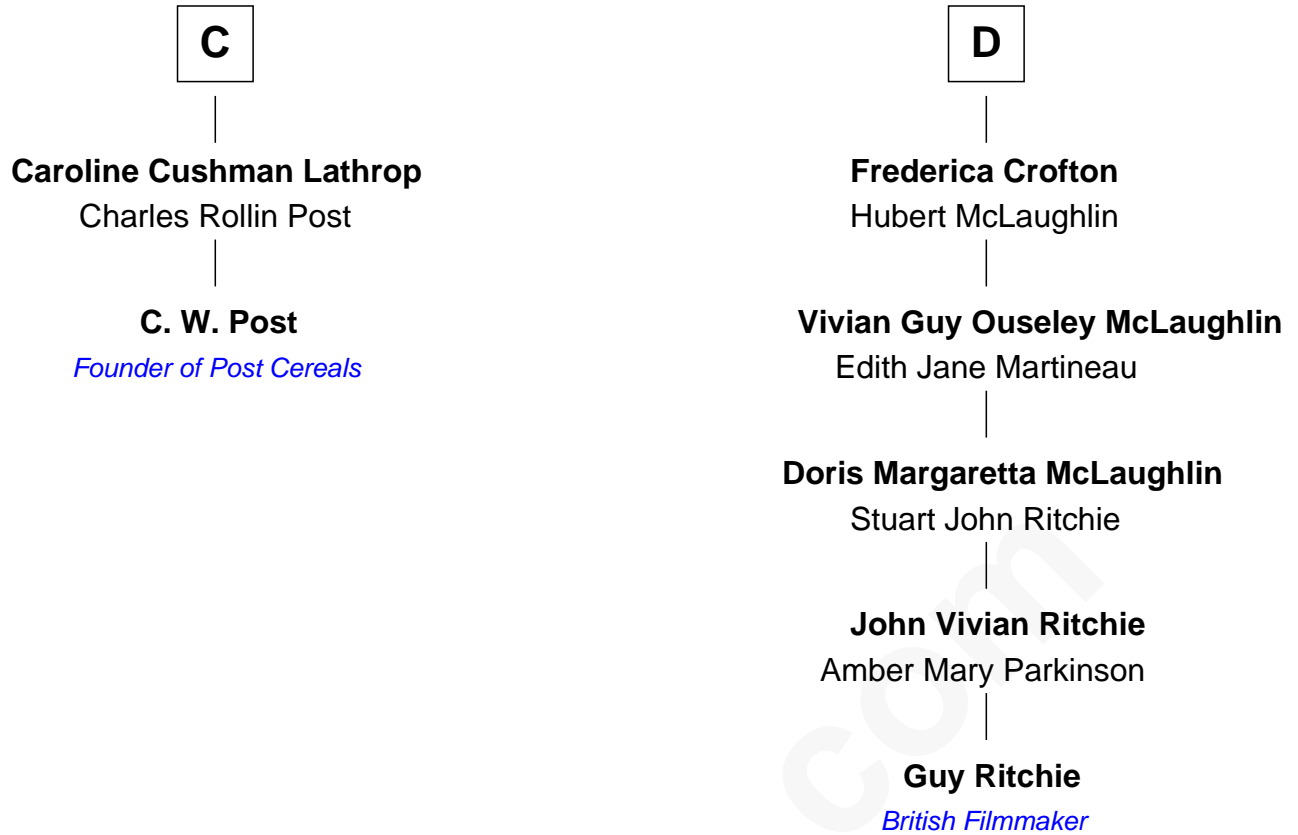 C
Caroline Cushman Lathrop
Charles Rollin Post
C. W. Post
Founder of Post Cereals
D
Frederica Crofton
Hubert McLaughlin
Vivian Guy Ouseley McLaughlin
Edith Jane Martineau
Doris Margaretta McLaughlin
Stuart John Ritchie
John Vivian Ritchie
Amber Mary Parkinson
Guy Ritchie
British Filmmaker
com